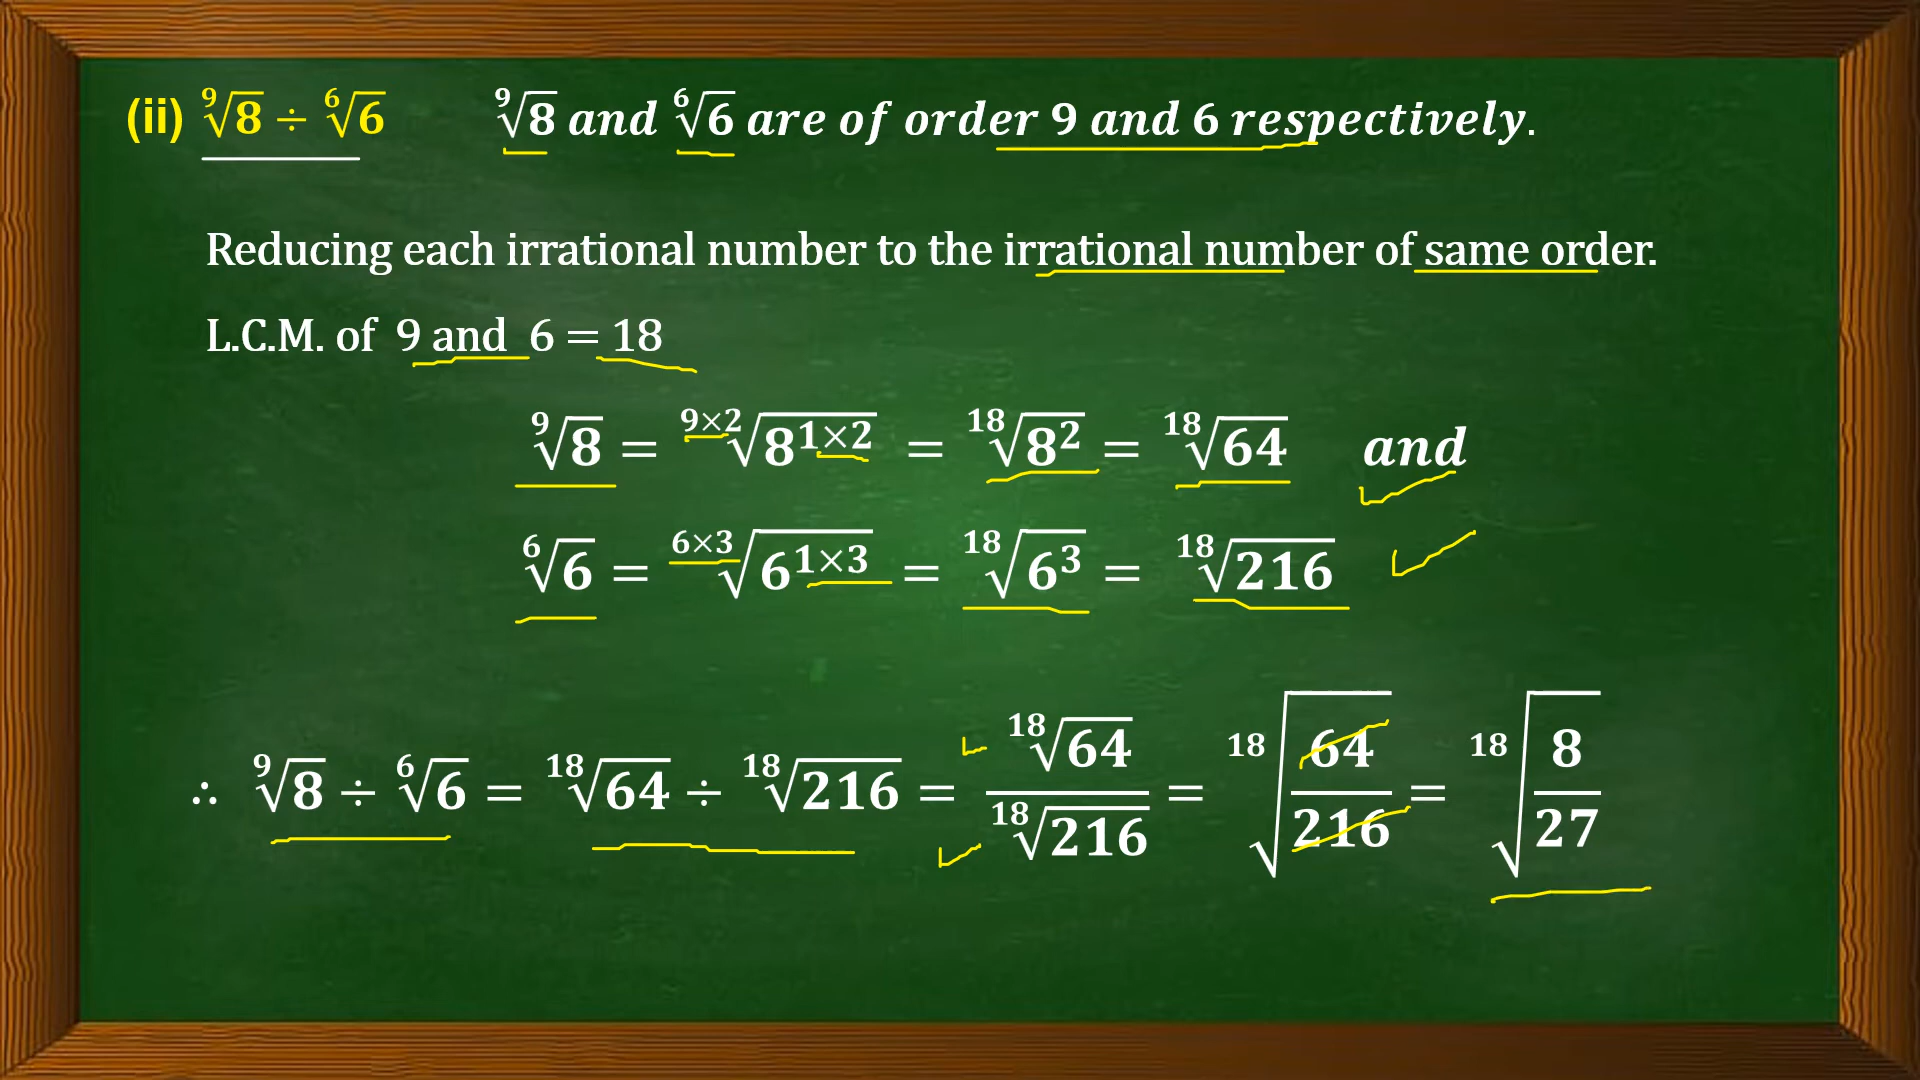 (ii) ⁹√8 ÷ ⁶√6    ⁹√8 and ⁶√6 are of order 9 and 6 respectively.
Reducing each irrational number to the irrational number of same order.
L.C.M. of 9 and 6 = 18
⁹√8 = ⁹ˣ²√(8¹ˣ²) = ¹⁸√(8²) = ¹⁸√64 and
⁶√6 = ⁶ˣ³√(6¹ˣ³) = ¹⁸√(6³) = ¹⁸√216
∴ ⁹√8 ÷ ⁶√6 = ¹⁸√64 ÷ ¹⁸√216 = ¹⁸√64 / ¹⁸√216 = ¹⁸√(64/216) = ¹⁸√(8/27)